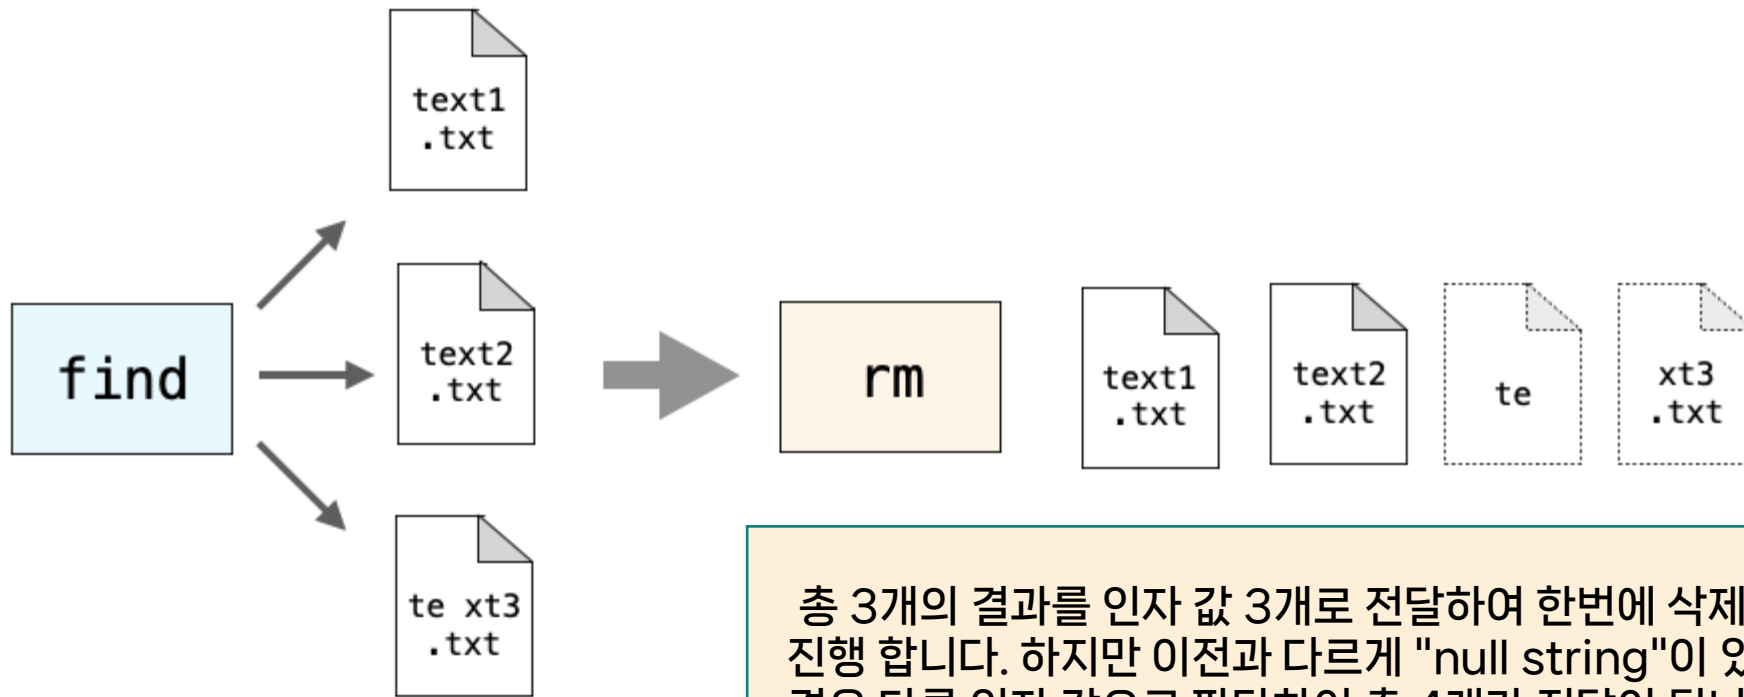 text1
.txt
find
text2
.txt
te xt3
.txt
rm
text1
.txt
text2
.txt
te
xt3
.txt
총 3개의 결과를 인자 값 3개로 전달하여 한번에 삭제
진행 합니다. 하지만 이전과 다르게 "null string"이 있